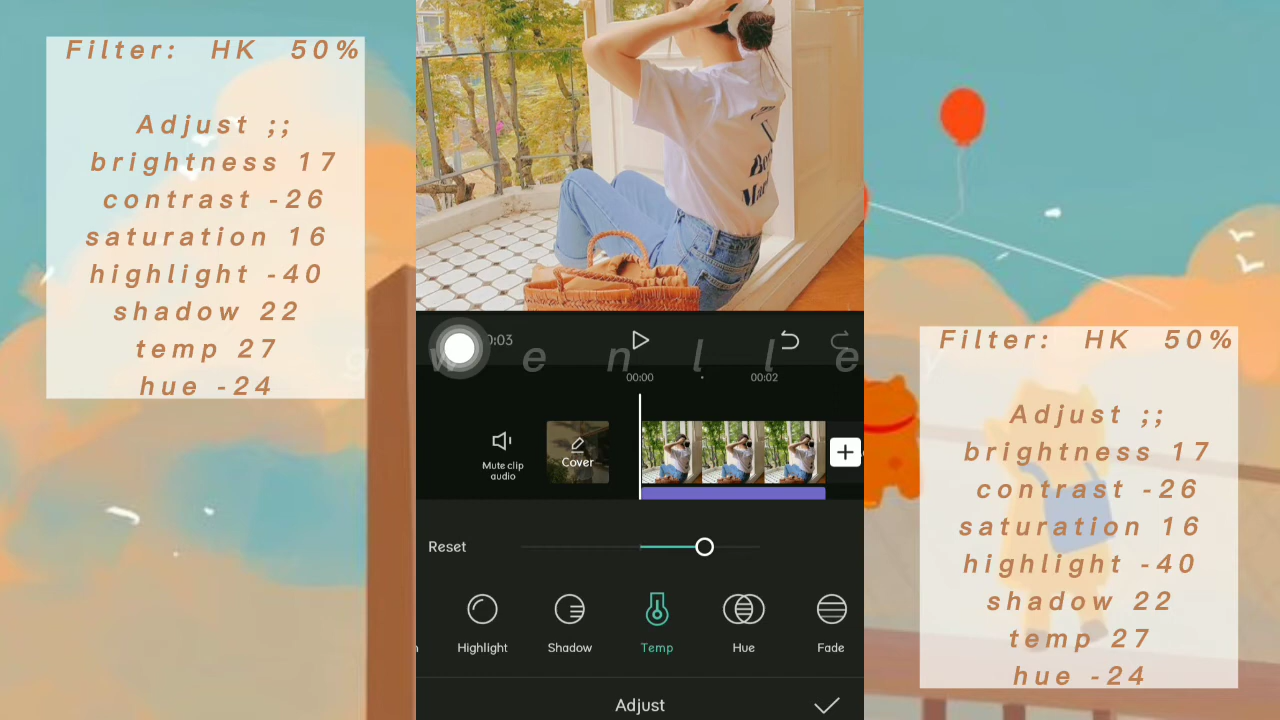 Filter: HK 50%
Adjust ;;
brightness 17
contrast -26
saturation 16
highlight -40
shadow 22
temp 27
hue -24
0:03
gwenlley
00:00
00:02
Mute clip
audio
Cover
Reset
Highlight
Shadow
Temp
Hue
Fade
Adjust
Filter: HK 50%
Adjust ;;
brightness 17
contrast -26
saturation 16
highlight -40
shadow 22
temp 27
hue -24